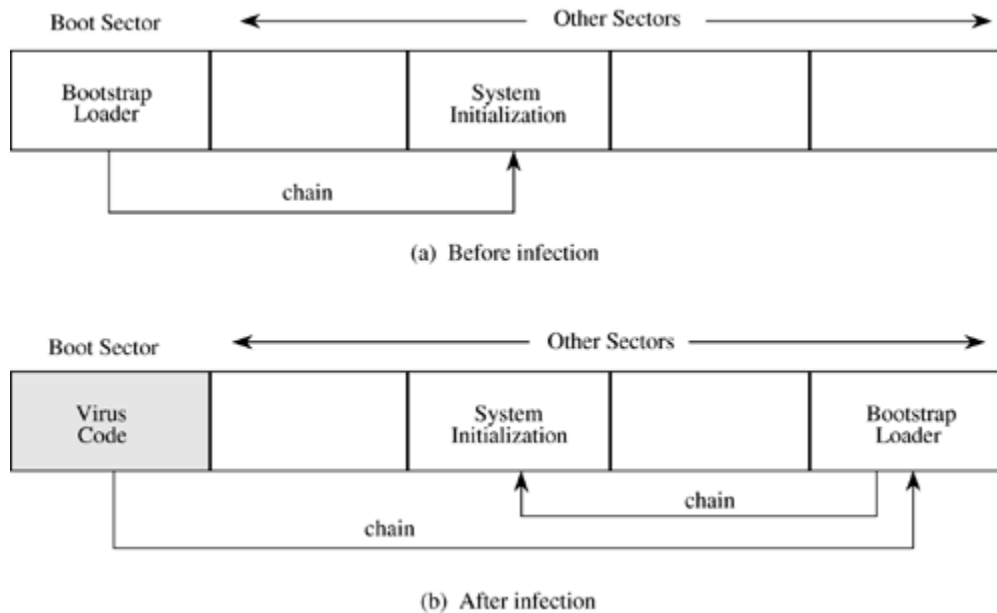 Boot Sector
Other Sectors
Bootstrap
Loader
System
Initialization
chain
(a) Before infection
Boot Sector
Other Sectors
Virus
Code
System
Initialization
Bootstrap
Loader
chain
chain
(b) After infection